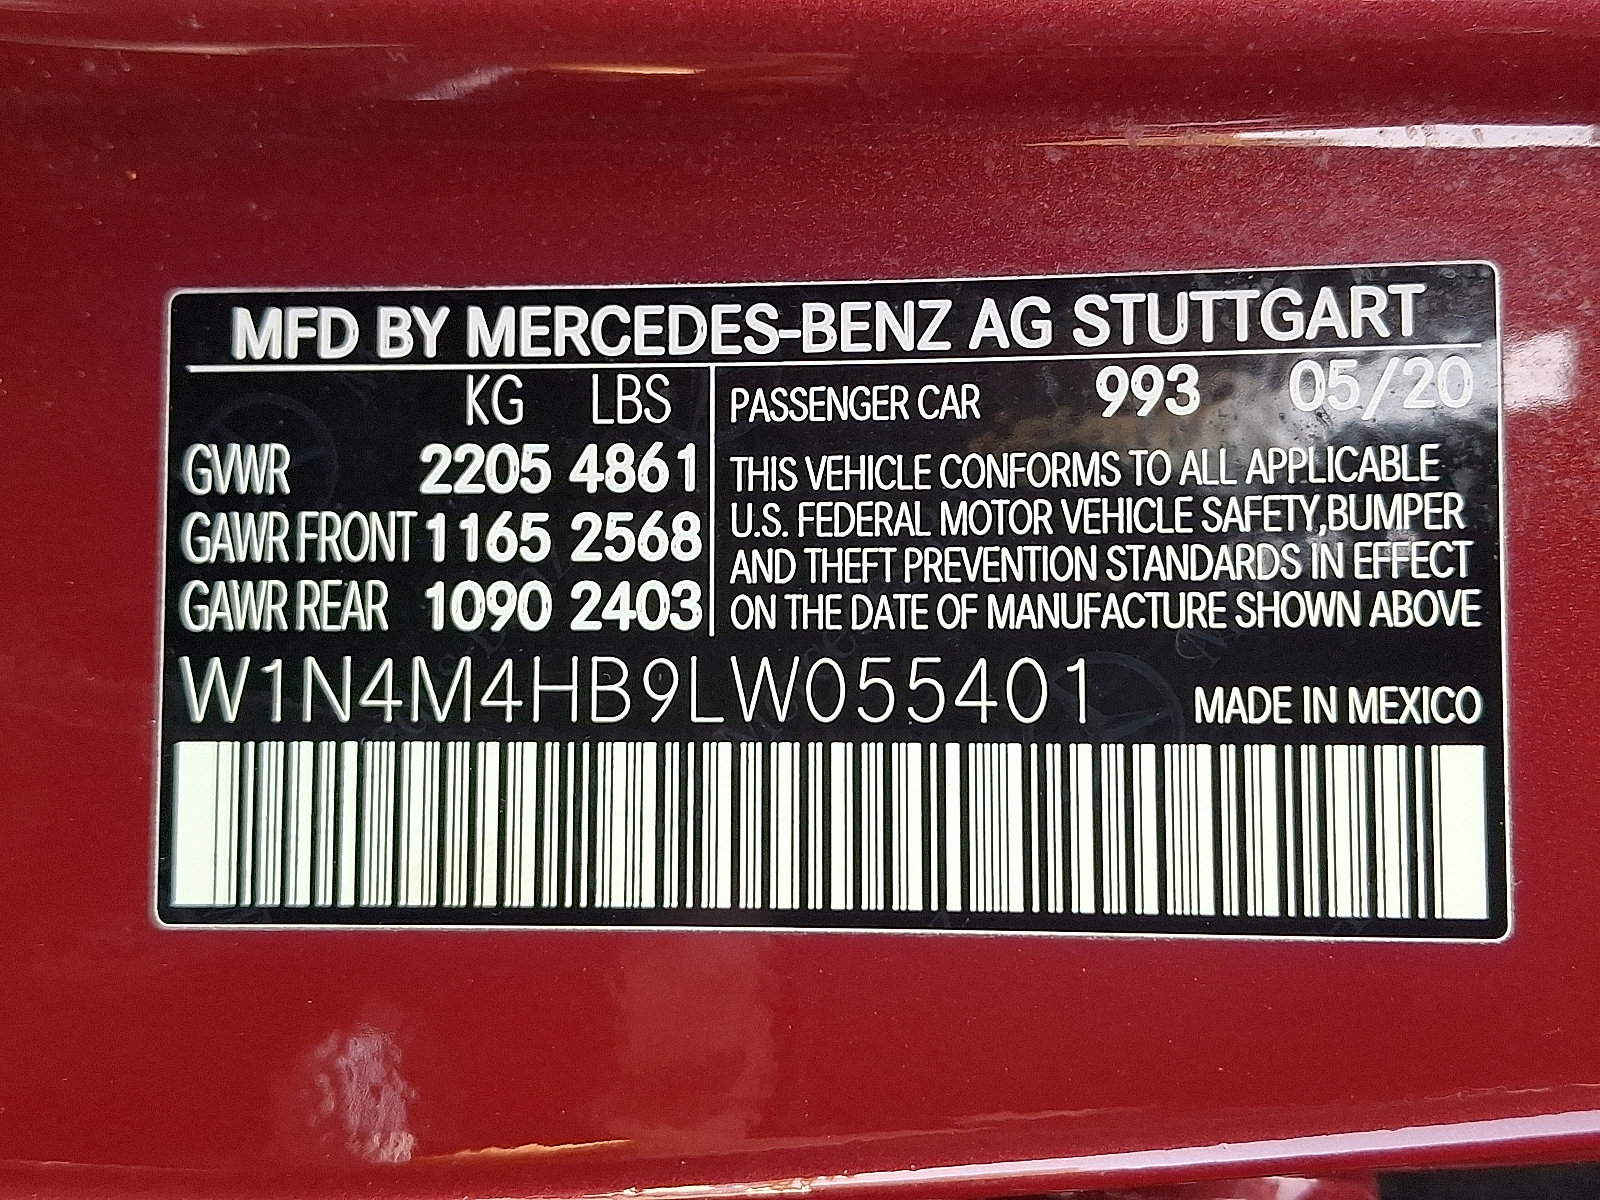 MFD BY MERCEDES-BENZ AG STUTTGART
KG LBS
GVWR 2205 4861
GAWR FRONT 1165 2568
GAWR REAR 1090 2403
PASSENGER CAR 993 05/20
THIS VEHICLE CONFORMS TO ALL APPLICABLE
U.S. FEDERAL MOTOR VEHICLE SAFETY,BUMPER
AND THEFT PREVENTION STANDARDS IN EFFECT
ON THE DATE OF MANUFACTURE SHOWN ABOVE
W1N4M4HB9LW055401 MADE IN MEXICO